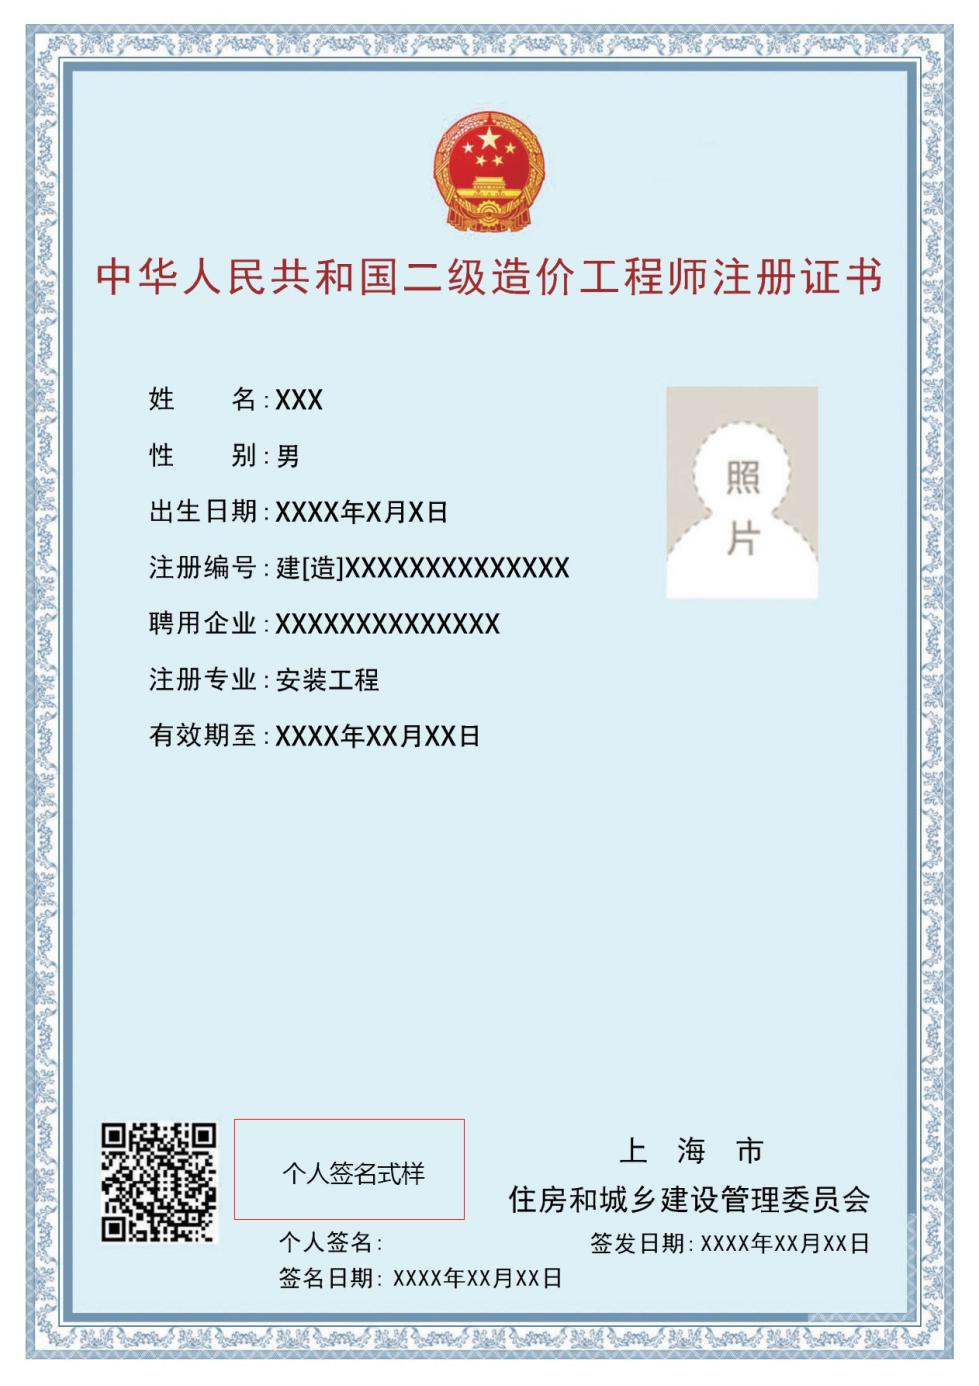 中华人民共和国二级造价工程师注册证书
姓 名:XXX
性 别:男
出生日期:XXXX年X月X日
注册编号:建[造]XXXXXXXXXXXXXX
聘用企业:XXXXXXXXXXXXXX
注册专业:安装工程
有效期至:XXXX年XX月XX日
照
片
个人签名式样
个人签名:
签名日期: XXXX年XX月XX日
上 海 市
住房和城乡建设管理委员会
签发日期: XXXX年XX月XX日